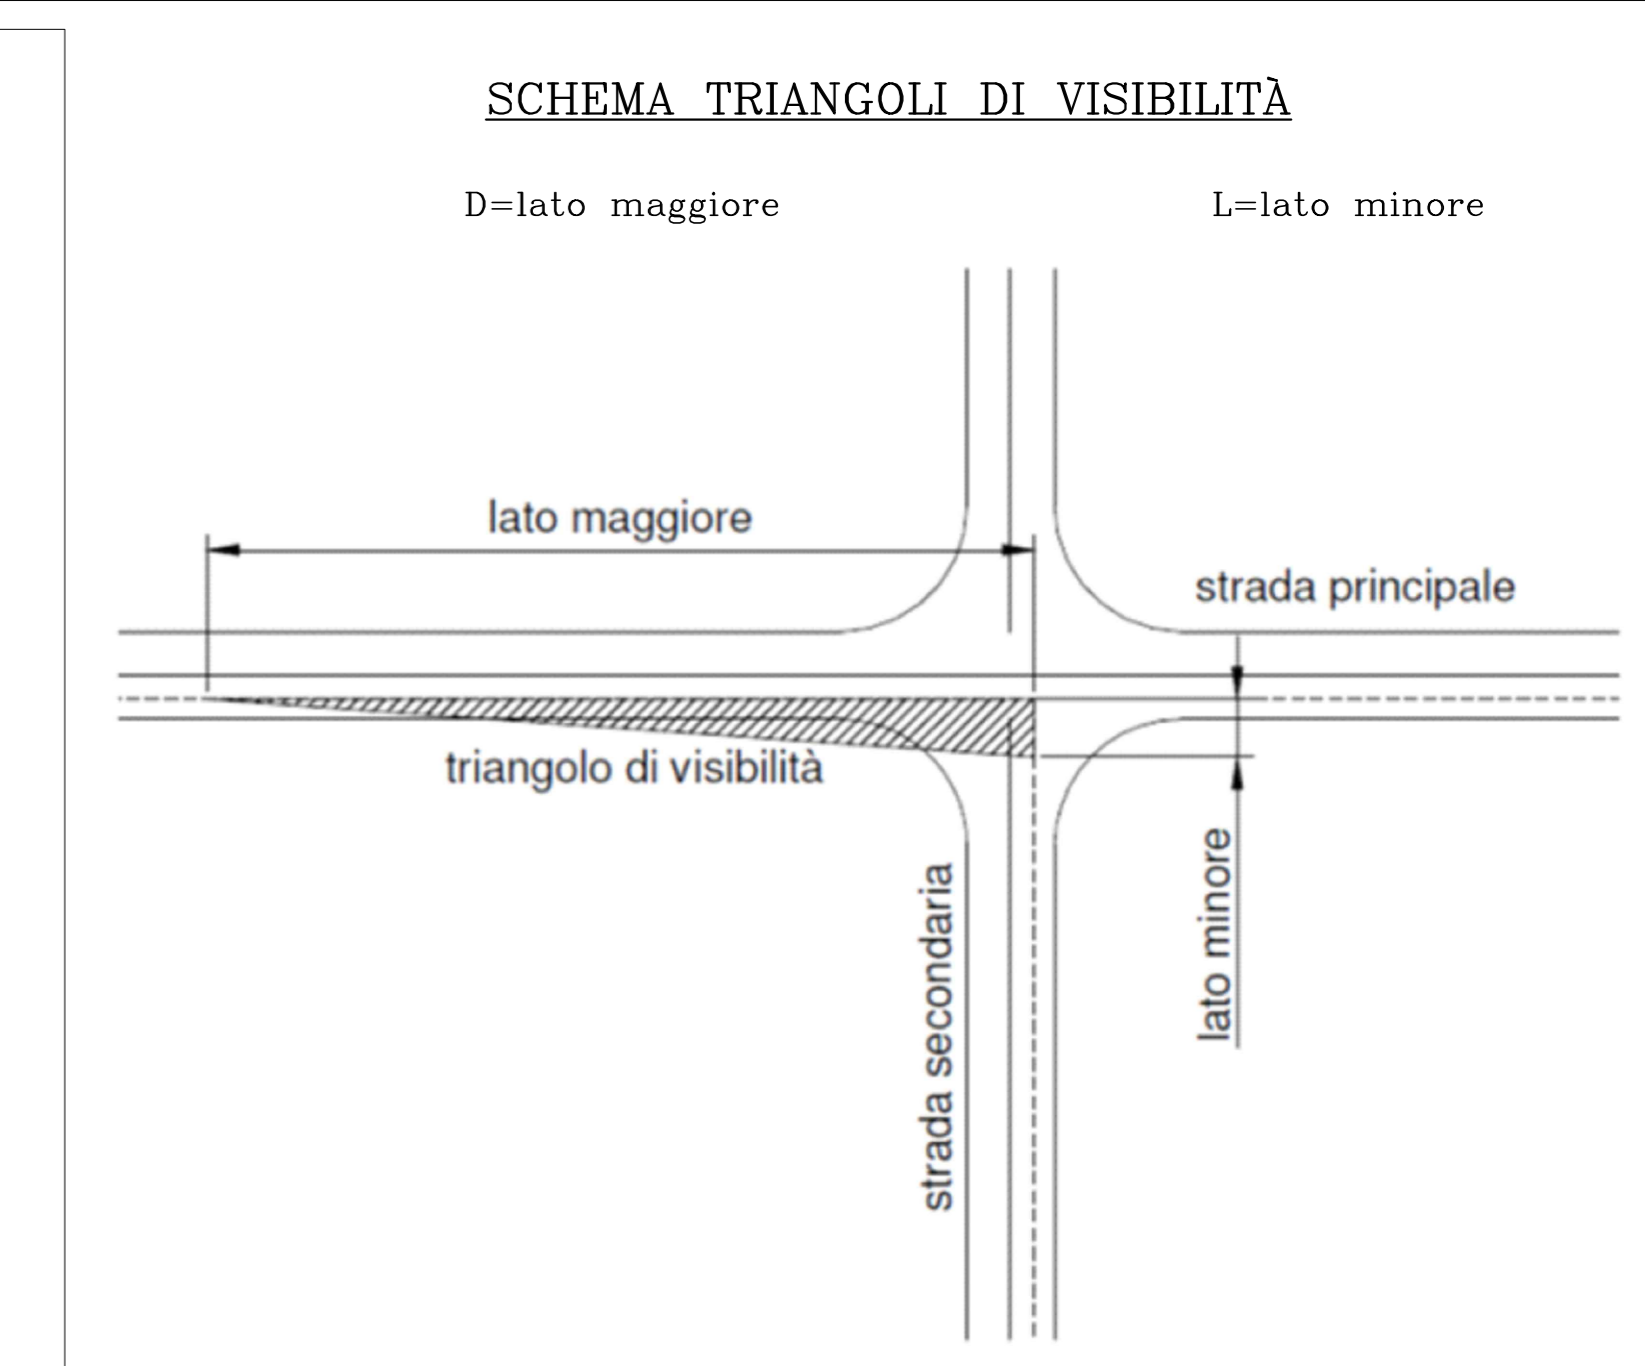 SCHEMA TRIANGOLI DI VISIBILITÀ
D=lato maggiore
L=lato minore
lato maggiore
strada principale
triangolo di visibilità
strada secondaria
lato minore